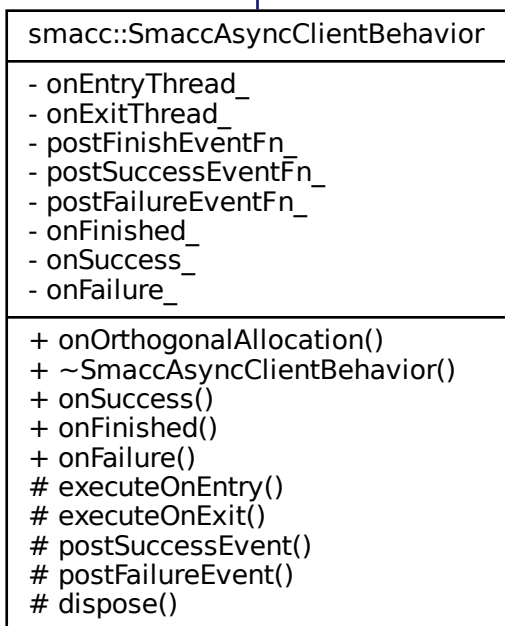 smacc::SmaccAsyncClientBehavior
- onEntryThread_
- onExitThread_
- postFinishEventFn_
- postSuccessEventFn_
- postFailureEventFn_
- onFinished_
- onSuccess_
- onFailure_
+ onOrthogonalAllocation()
+ ~SmaccAsyncClientBehavior()
+ onSuccess()
+ onFinished()
+ onFailure()
# executeOnEntry()
# executeOnExit()
# postSuccessEvent()
# postFailureEvent()
# dispose()